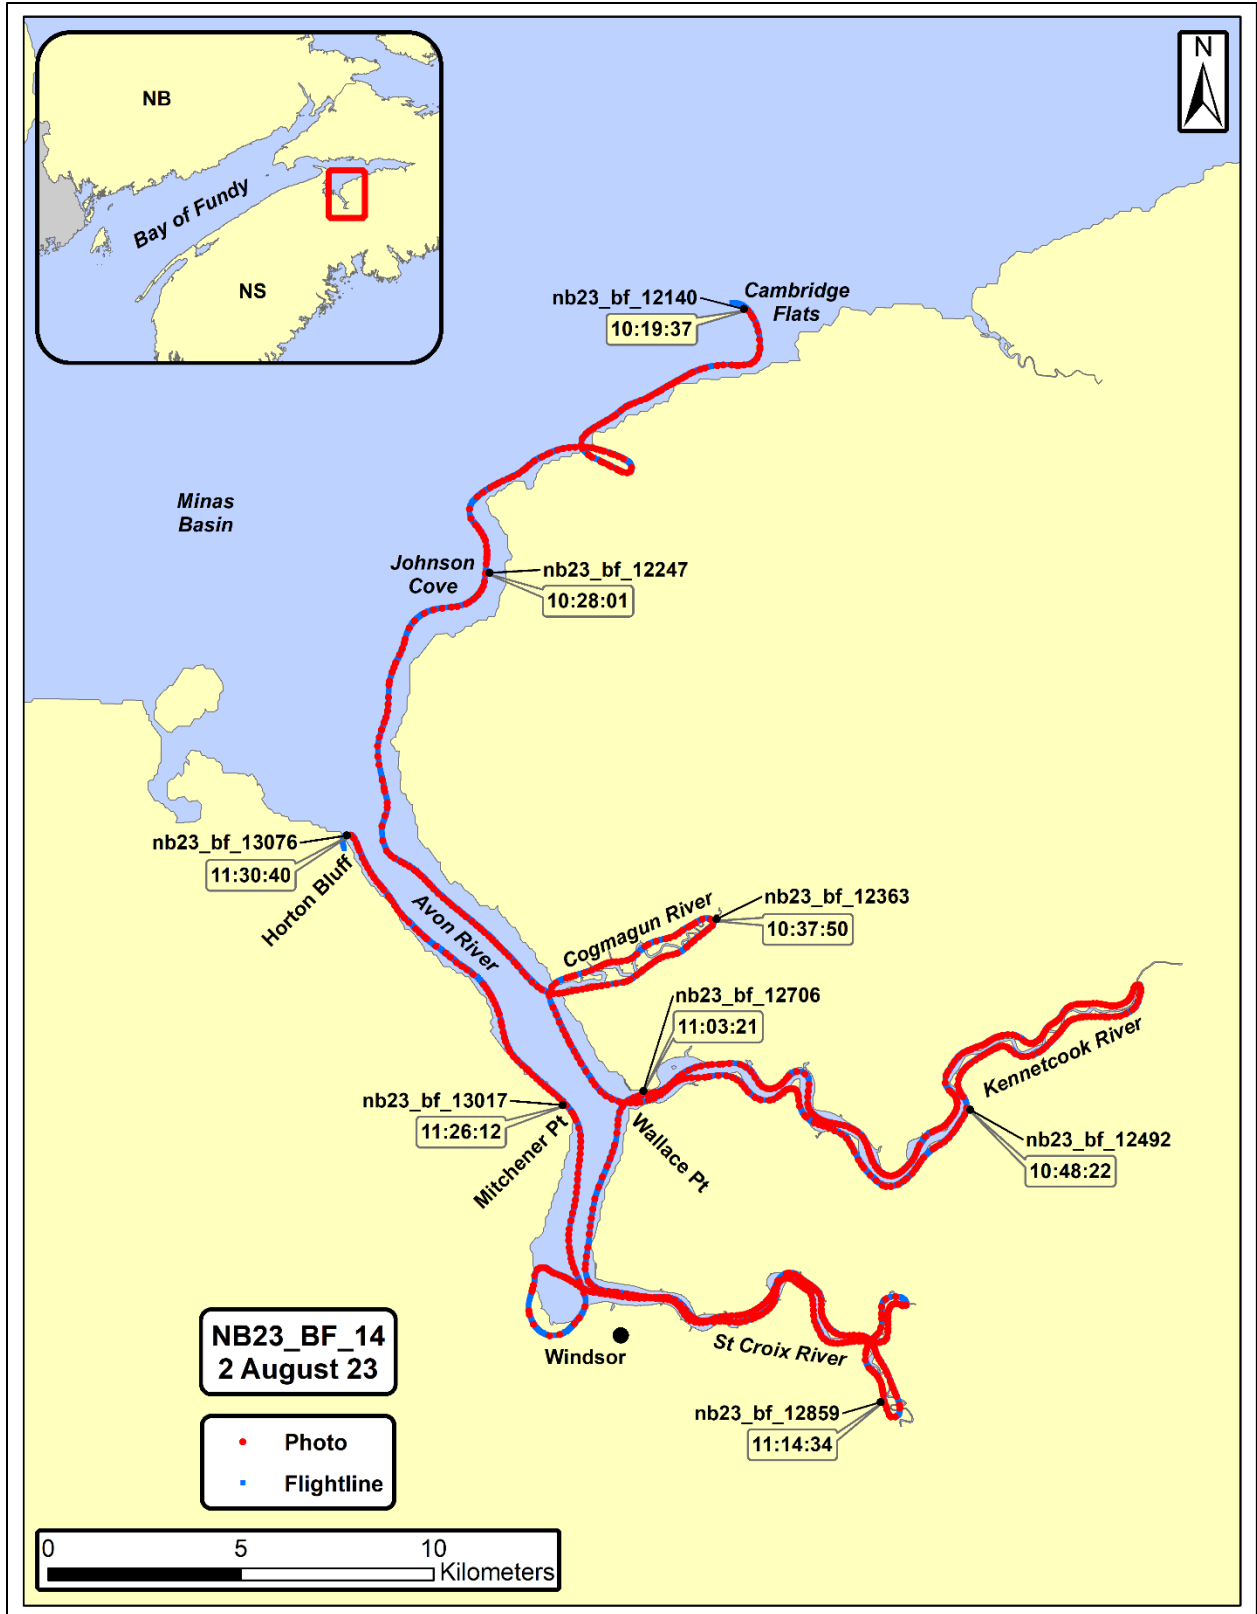 N
NB
Bay of Fundy
NS
nb23_bf_12140
10:19:37
Cambridge
Flats
Minas
Basin
Johnson
Cove
nb23_bf_12247
10:28:01
nb23_bf_13076
11:30:40
Horton Bluff
Avon River
Cogmagun River
nb23_bf_12363
10:37:50
nb23_bf_12706
11:03:21
Kennetcook River
nb23_bf_13017
11:26:12
Mitchener Pt
Wallace Pt
nb23_bf_12492
10:48:22
Windsor
St Croix River
nb23_bf_12859
11:14:34
NB23_BF_14
2 August 23
Photo
Flightline
0 5 10
Kilometers